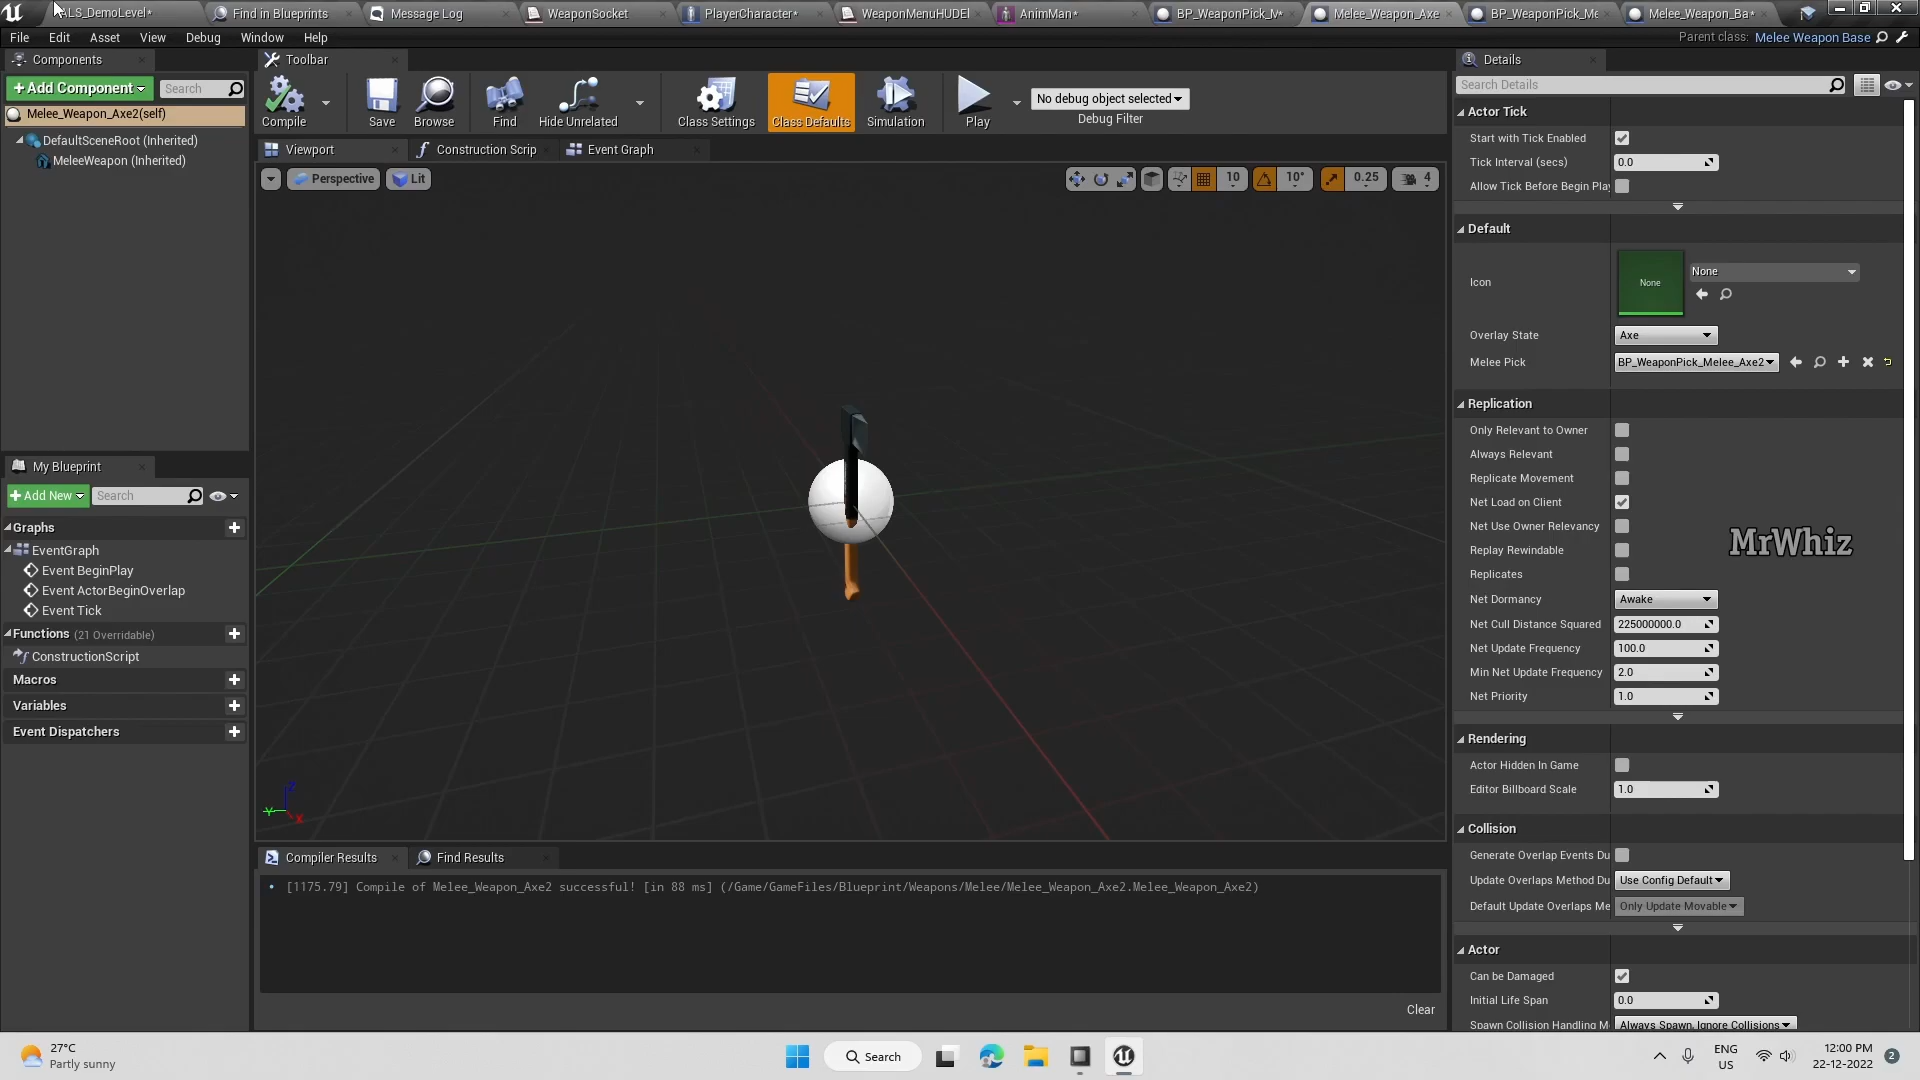 ALS_DemoLevel*
Find in Blueprints
Message Log
WeaponSocket
PlayerCharacter*
WeaponMenuHUDEl
AnimMan*
BP_WeaponPick_M*
Melee_Weapon_Axe
BP_WeaponPick_Me
Melee_Weapon_Ba*
File
Edit
Asset
View
Debug
Window
Help
Parent class:
Melee Weapon Base
Components
+Add Component
Search
Melee_Weapon_Axe2(self)
DefaultSceneRoot (Inherited)
MeleeWeapon (Inherited)
My Blueprint
+Add New
Search
Graphs
EventGraph
Event BeginPlay
Event ActorBeginOverlap
Event Tick
Functions (21 Overridable)
ConstructionScript
Macros
Variables
Event Dispatchers
Toolbar
Compile
Save
Browse
Find
Hide Unrelated
Class Settings
Class Defaults
Simulation
Play
No debug object selected
Debug Filter
Viewport
Construction Scrip
Event Graph
Perspective
Lit
10
10°
0.25
4
Z
Y
X
Compiler Results
Find Results
[1175.79] Compile of Melee_Weapon_Axe2 successful! [in 88 ms] (/Game/GameFiles/Blueprint/Weapons/Melee/Melee_Weapon_Axe2.Melee_Weapon_Axe2)
Clear
Details
Search Details
Actor Tick
Start with Tick Enabled
Tick Interval (secs)
0.0
Allow Tick Before Begin Play
Default
Icon
None
None
Overlay State
Axe
Melee Pick
BP_WeaponPick_Melee_Axe2
Replication
Only Relevant to Owner
Always Relevant
Replicate Movement
Net Load on Client
Net Use Owner Relevancy
Replay Rewindable
Replicates
Net Dormancy
Awake
Net Cull Distance Squared
225000000.0
Net Update Frequency
100.0
Min Net Update Frequency
2.0
Net Priority
1.0
MrWhiz
Rendering
Actor Hidden In Game
Editor Billboard Scale
1.0
Collision
Generate Overlap Events Du
Update Overlaps Method Du
Use Config Default
Default Update Overlaps Me
Only Update Movable
Actor
Can be Damaged
Initial Life Span
0.0
Spawn Collision Handling M
Always Spawn, Ignore Collisions
27°C
Partly sunny
Search
ENG
US
12:00 PM
22-12-2022
2